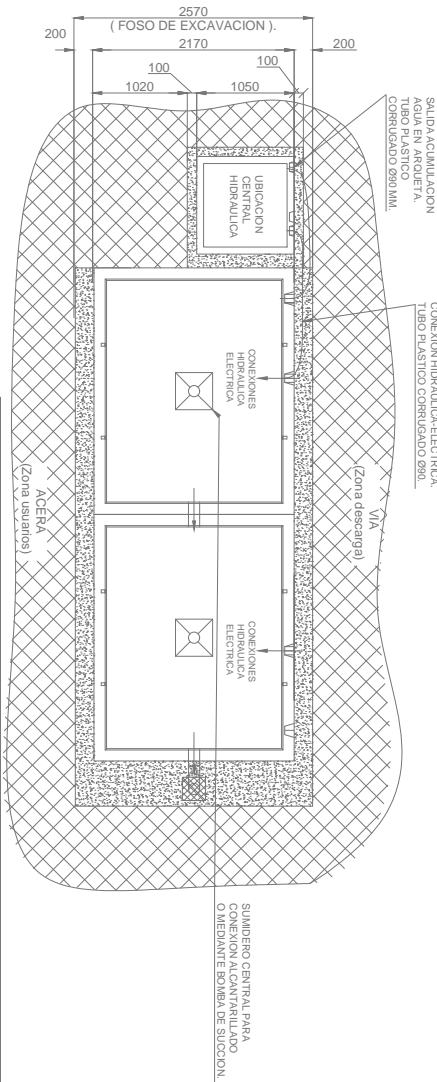 2570
( FOSO DE EXCAVACION ).
200
2170
200
100
1020
1050
100
SALIDA ACUMULACION
AGUA EN ARQUETA.
TUBO PLASTICO
CORRUGADO Ø90 MM.
CONEXION HIDRAULICA-ELECTRICA.
TUBO PLASTICO CORRUGADO Ø90.
UBICACION
CENTRAL
HIDRAULICA
CONEXIONES
HIDRAULICA
ELECTRICA
VIA
(Zona descarga)
ACERA
(Zona usuarios)
CONEXIONES
HIDRAULICA
ELECTRICA
SUMIDERO CENTRAL PARA
CONEXION ALCANTARILLADO
O MEDIANTE BOMBA DE SUCCION.